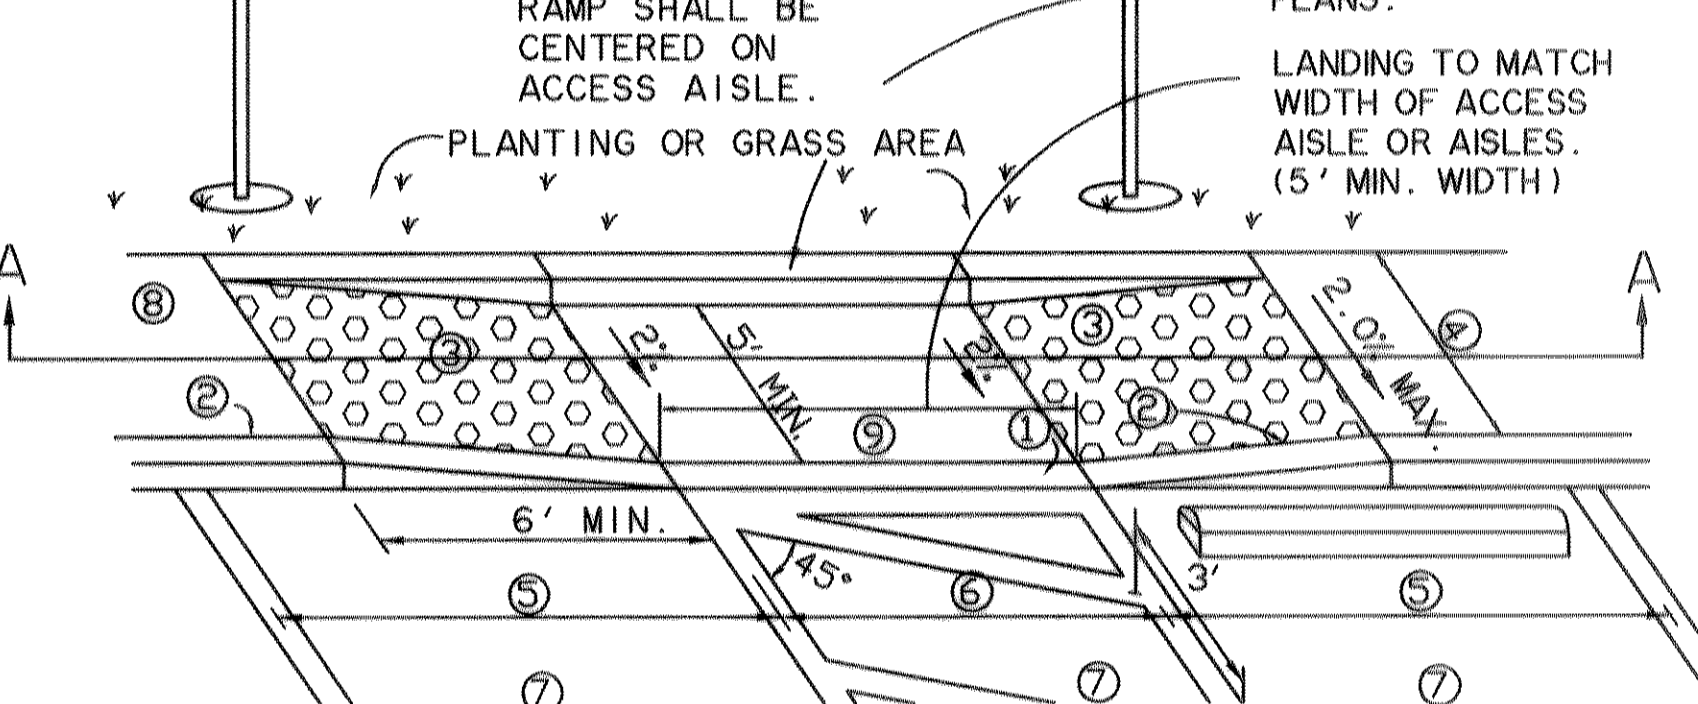 RAMP SHALL BE
CENTERED ON
ACCESS AISLE.
PLANS.
LANDING TO MATCH
WIDTH OF ACCESS
AISLE OR AISLES.
(5' MIN. WIDTH)
PLANTING OR GRASS AREA
A
A
8
3
3
4
2%
5'
MIN.
2%
2.0% MAX.
2
2
1
9
6' MIN.
45°
3'
5
6
5
7
7
7